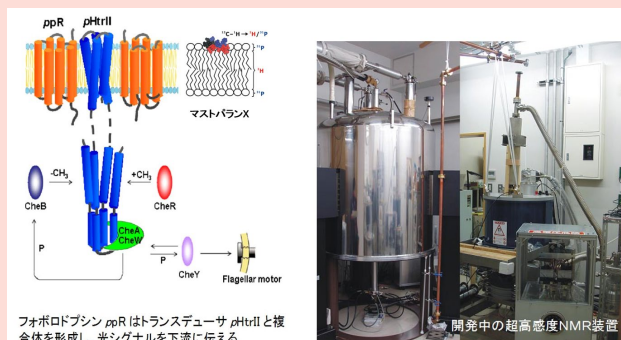 ppR pHtrII
¹³C-¹H→¹H/³¹P
³¹P
¹H
³¹P
マストパランX
-CH₃
+CH₃
CheB
CheR
CheA
CheW
P
P
CheY
Flagellar motor
フォボロドプシン ppR はトランスデューサ pHtrII と複
合体を形成し、光シグナルを下流に伝える
開発中の超高感度NMR装置